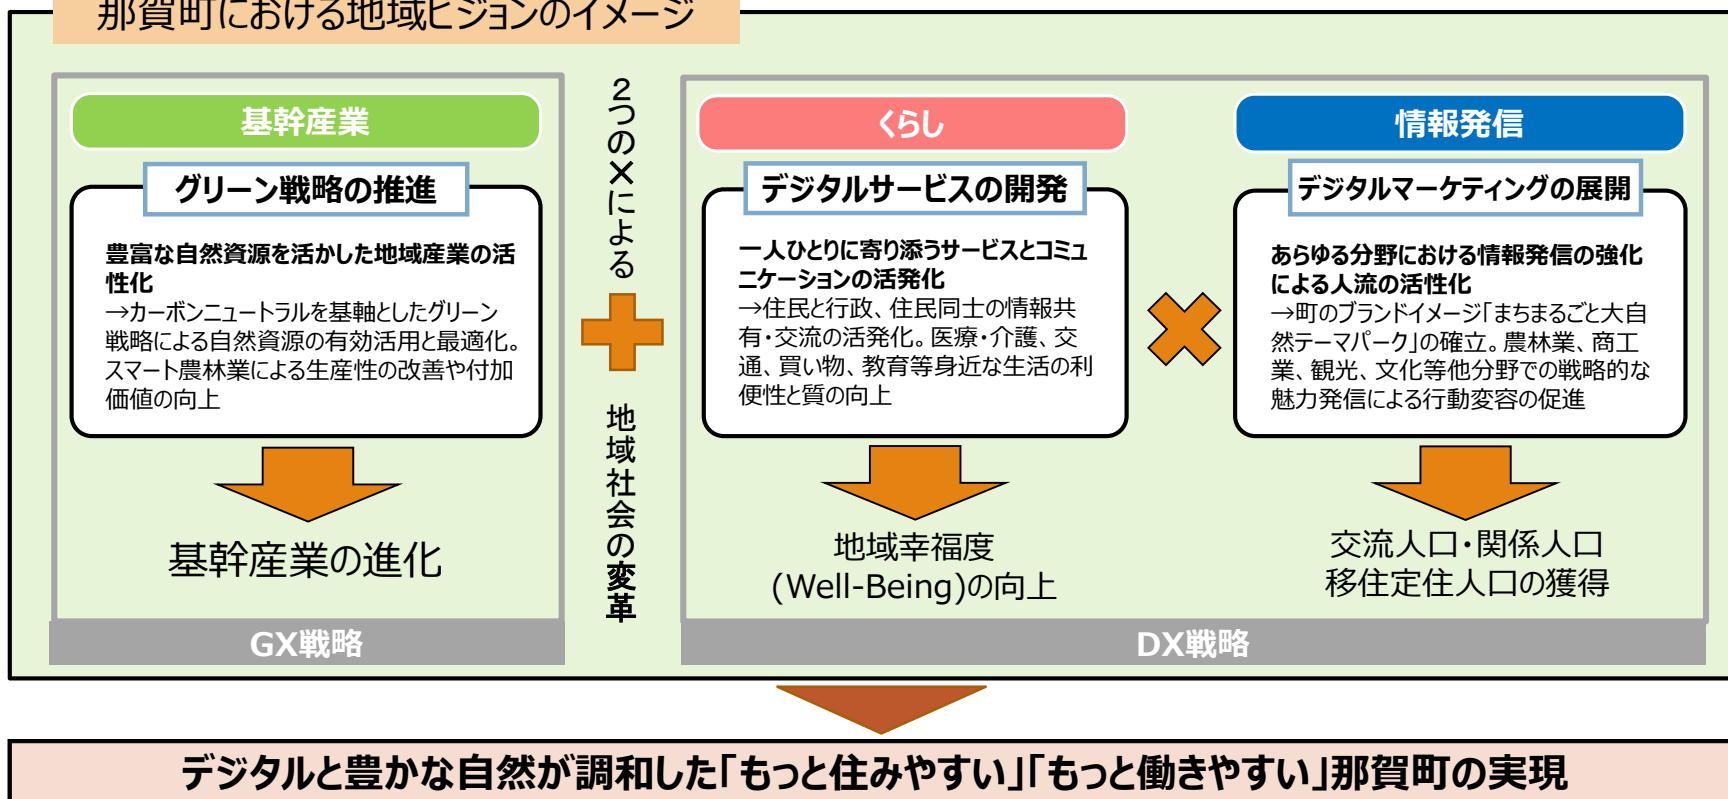 那賀町における地域ビジョンのイメージ
基幹産業
グリーン戦略の推進
豊富な自然資源を活かした地域産業の活
性化
→カーボンニュートラルを基軸としたグリーン
戦略による自然資源の有効活用と最適化。
スマート農林業による生産性の改善や付加
価値の向上
基幹産業の進化
GX戦略
2つの×による
地域社会の変革
くらし
デジタルサービスの開発
一人ひとりに寄り添うサービスとコミュ
ニケーションの活発化
→住民と行政、住民同士の情報共
有・交流の活発化。医療・介護、交
通、買い物、教育等身近な生活の利
便性と質の向上
地域幸福度
(Well-Being)の向上
情報発信
デジタルマーケティングの展開
あらゆる分野における情報発信の強化
による人流の活性化
→町のブランドイメージ「まちまるごと大自
然テーマパーク」の確立。農林業、商工
業、観光、文化等他分野での戦略的な
魅力発信による行動変容の促進
交流人口・関係人口
移住定住人口の獲得
DX戦略
デジタルと豊かな自然が調和した「もっと住みやすい」「もっと働きやすい」那賀町の実現